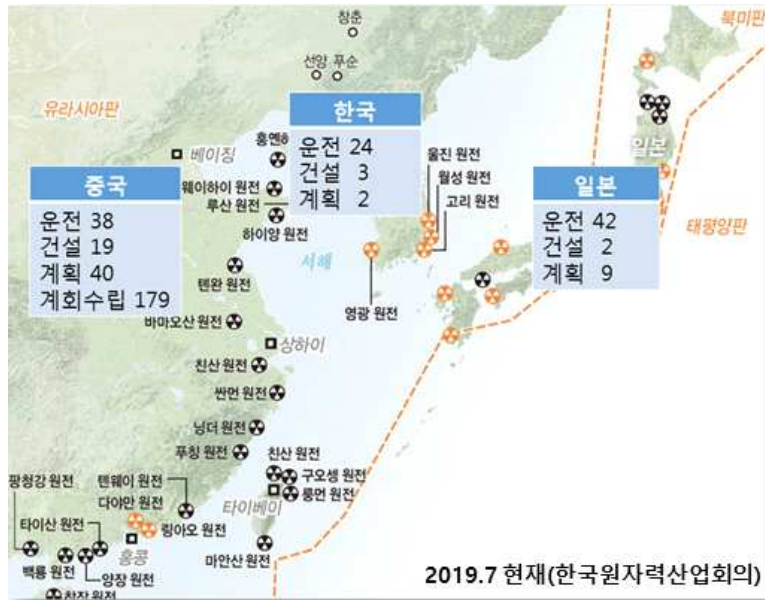 창춘
선양 푸순
북미판
유라시아판
베이징
홍옌허
한국
운전 24
건설 3
계획 2
울진 원전
월성 원전
고리 원전
일본
중국
운전 38
건설 19
계획 40
계회수립 179
웨이하이 원전
루산 원전
하이양 원전
일본
운전 42
건설 2
계획 9
태평양판
서해
톈완 원전
영광 원전
바마오산 원전
상하이
친산 원전
싼먼 원전
닝더 원전
푸칭 원전
친산 원전
구오셍 원전
룽먼 원전
타이베이
마안산 원전
팡청강 원전
톈웨이 원전
다야만 원전
링아오 원전
타이산 원전
홍콩
백룡 원전
양장 원전
2019.7 현재(한국원자력산업회의)